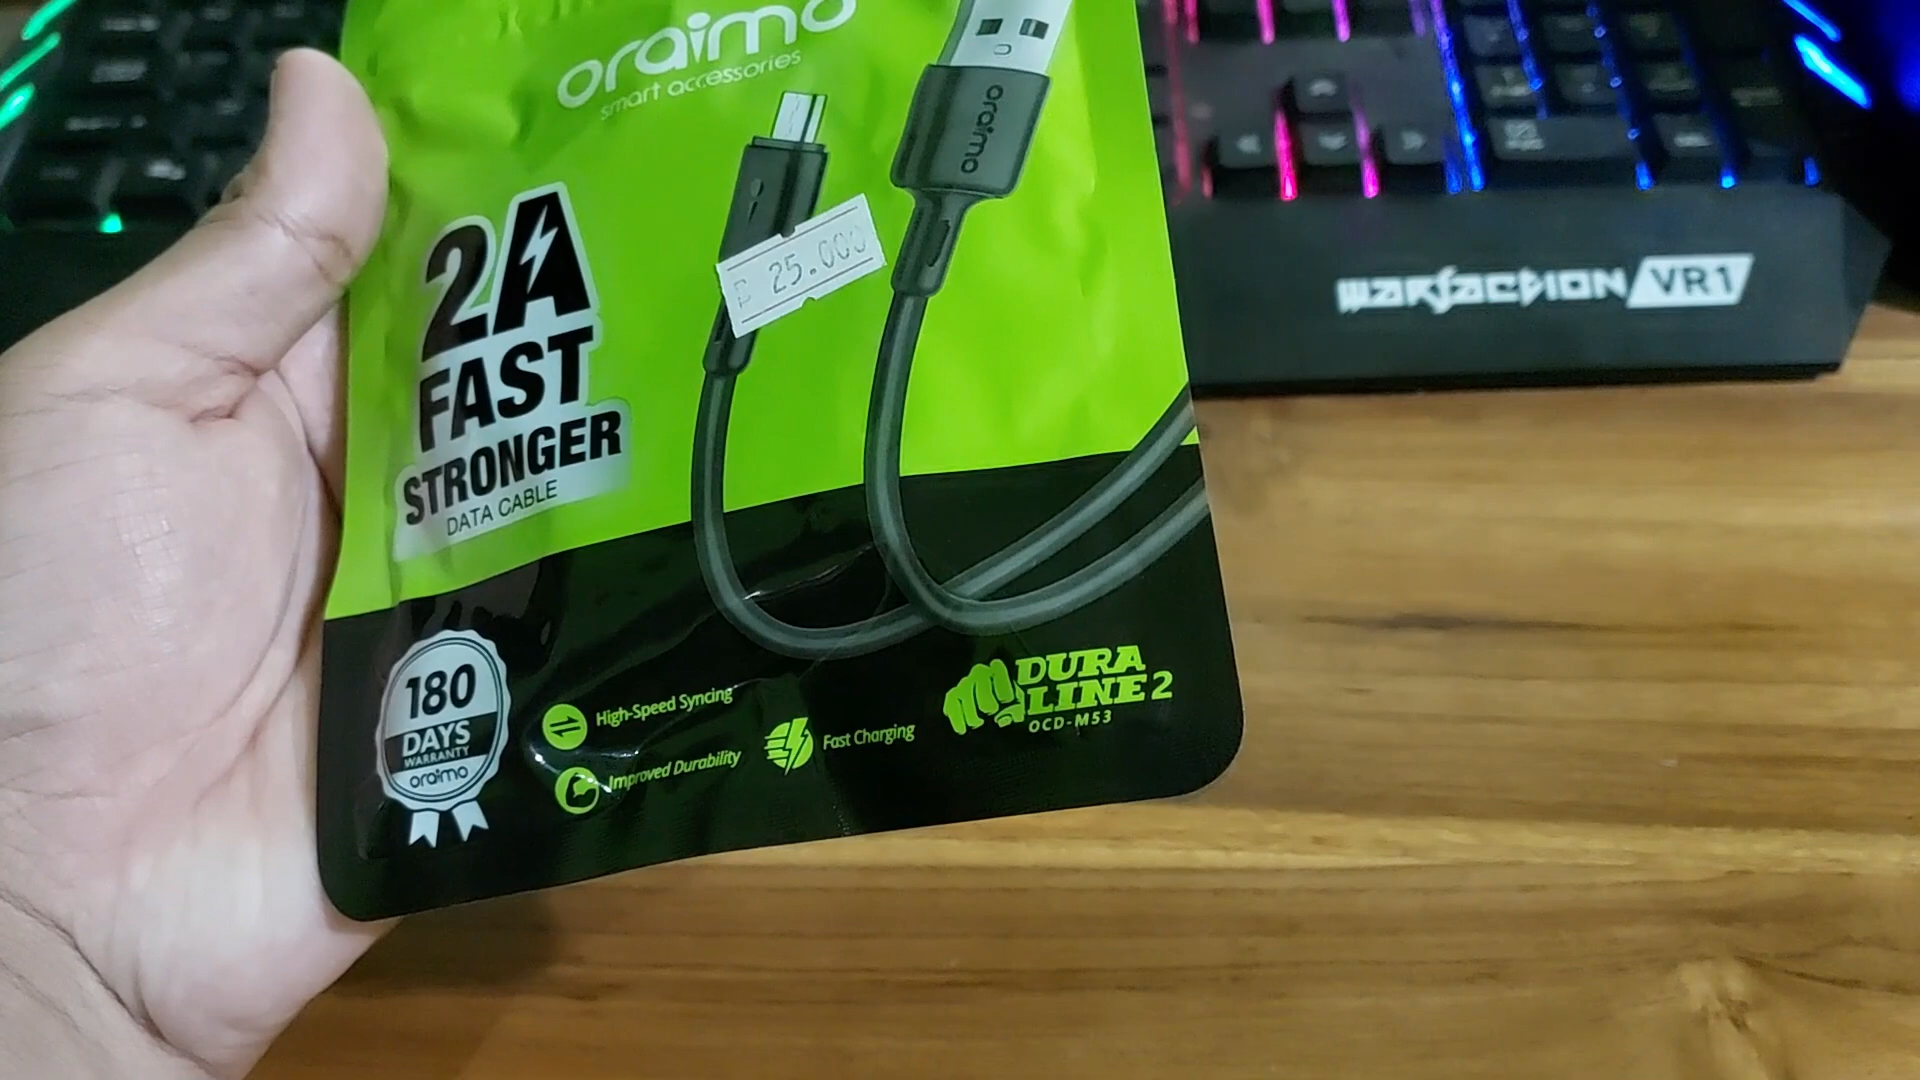 oraimo
smart accessories
oraimo
25.000
2A
FAST
STRONGER
DATA CABLE
180
DAYS
WARRANTY
oraimo
High-Speed Syncing
Improved Durability
Fast Charging
DURA
LINE 2
OCD-M53
WARFACTION VR1